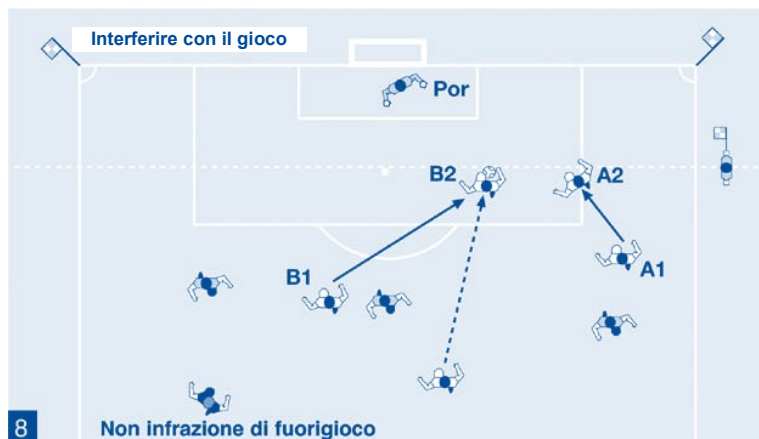 Interferire con il gioco
Por
B2
A2
B1
A1
8
Non infrazione di fuorigioco